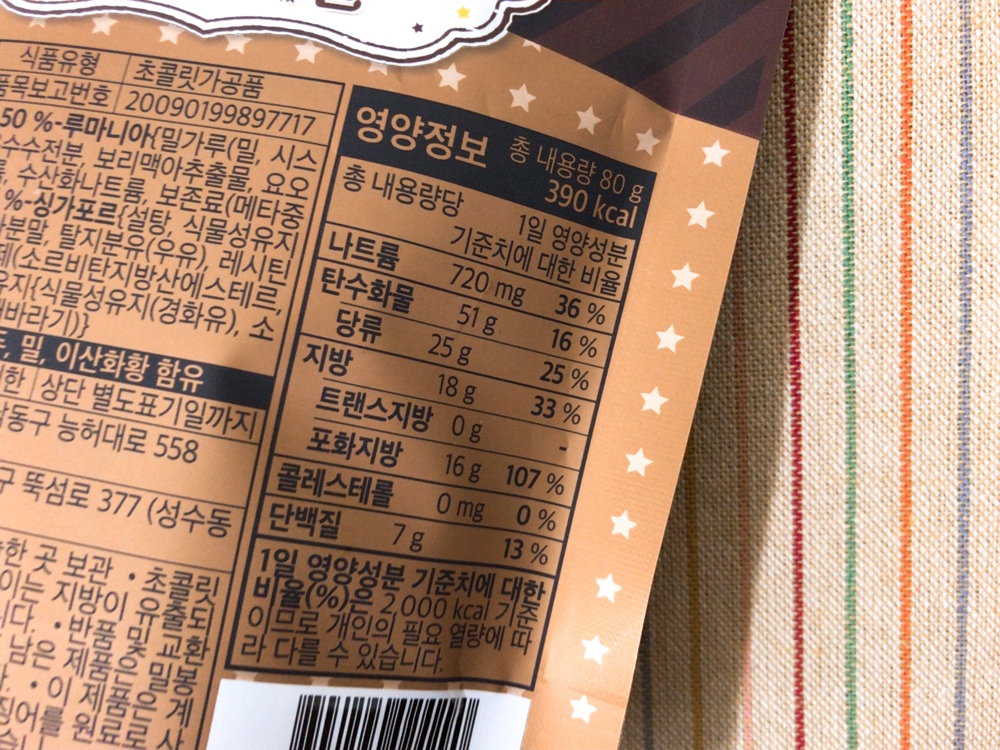 식품유형 초콜릿가공품
품목보고번호 20090199897717
50 %-루마니아{밀가루(밀, 시스
옥수수전분, 보리맥아추출물, 요오
수산화나트륨, 보존료(메타중
%-싱가포르{설탕, 식물성유지
분말, 탈지분유(우유), 레시틴
제(소르비탄지방산에스테르,
유지{식물성유지(경화유), 소
해바라기)}
밀, 이산화황 함유
상단 별도표기일까지
남동구 능허대로 558
구 뚝섬로 377 (성수동
한 곳 보관 • 초콜릿
이는 지방이 유출되
니다. • 반품 및 교환
남은 제품은 밀봉
• 이 제품은 계
징어를 원료로 사
영양정보 총 내용량 80 g
390 kcal
총 내용량당 1일 영양성분
기준치에 대한 비율
나트륨 720 mg 36 %
탄수화물 51 g 16 %
당류 25 g 25 %
지방 18 g 33 %
트랜스지방 0 g -
포화지방 16 g 107 %
콜레스테롤 0 mg 0 %
단백질 7 g 13 %
1일 영양성분 기준치에 대한
비율(%)은 2,000 kcal 기준
이므로 개인의 필요 열량에 따
라 다를 수 있습니다.